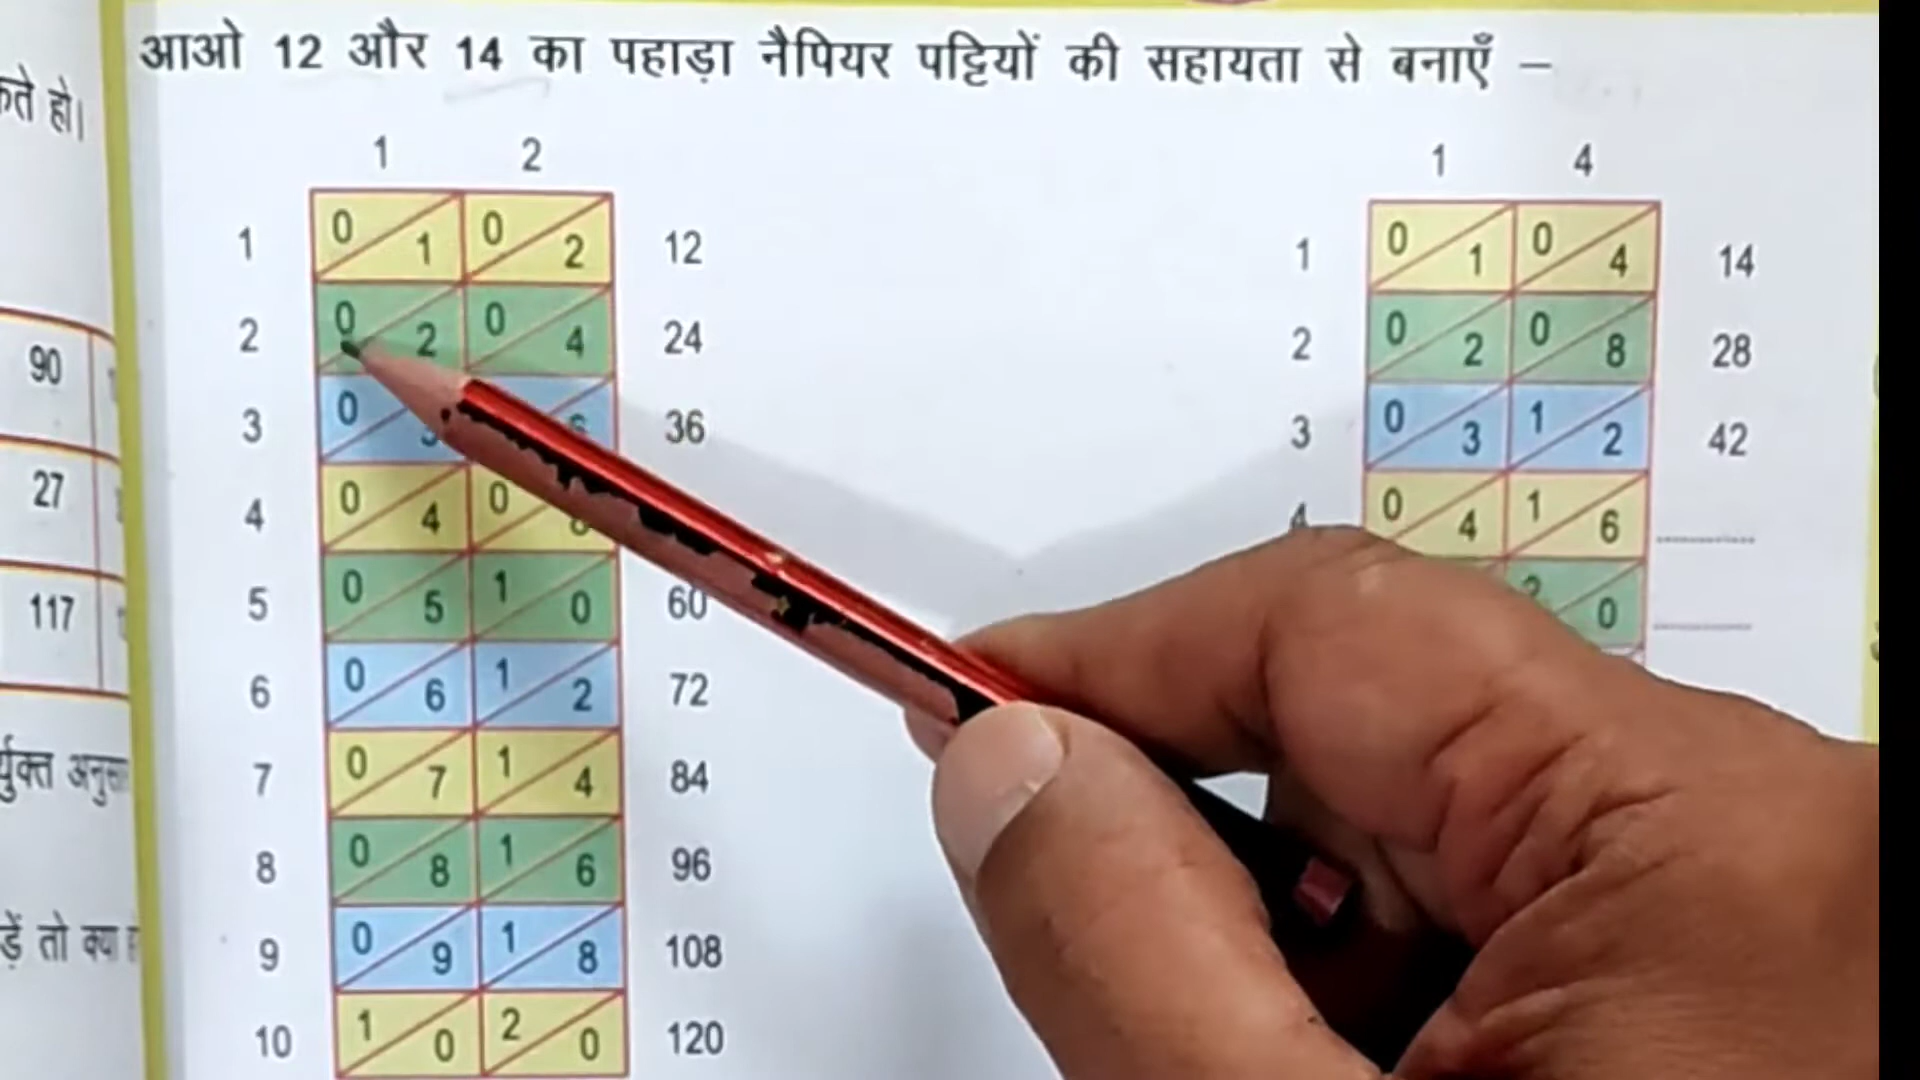 आओ 12 और 14 का पहाड़ा नैपियर पट्टियों की सहायता से बनाएँ –
हो।
90
27
117
तो क्या
1 2
1 0 1 0 2 12
2 0 2 0 4 24
3 0 6 36
4 0 4 0 8
5 0 5 1 0 60
6 0 6 1 2 72
7 0 7 1 4 84
8 0 8 1 6 96
9 0 9 1 8 108
10 1 0 2 0 120
1 4
1 0 1 0 4 14
2 0 2 0 8 28
3 0 3 1 2 42
4 0 4 1 6
0